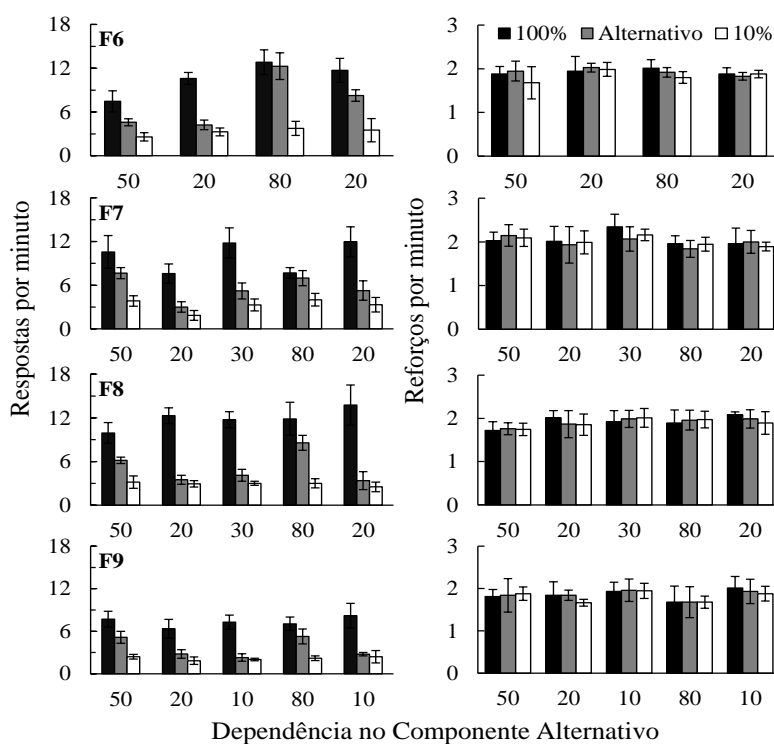 Respostas por minuto
Reforços por minuto
F6
18
12
6
0
50 20 80 20
100% Alternativo 10%
3
2
1
0
50 20 80 20
F7
18
12
6
0
50 20 30 80 20
3
2
1
0
50 20 30 80 20
F8
18
12
6
0
50 20 30 80 20
3
2
1
0
50 20 30 80 20
F9
18
12
6
0
50 20 10 80 10
3
2
1
0
50 20 10 80 10
Dependência no Componente Alternativo